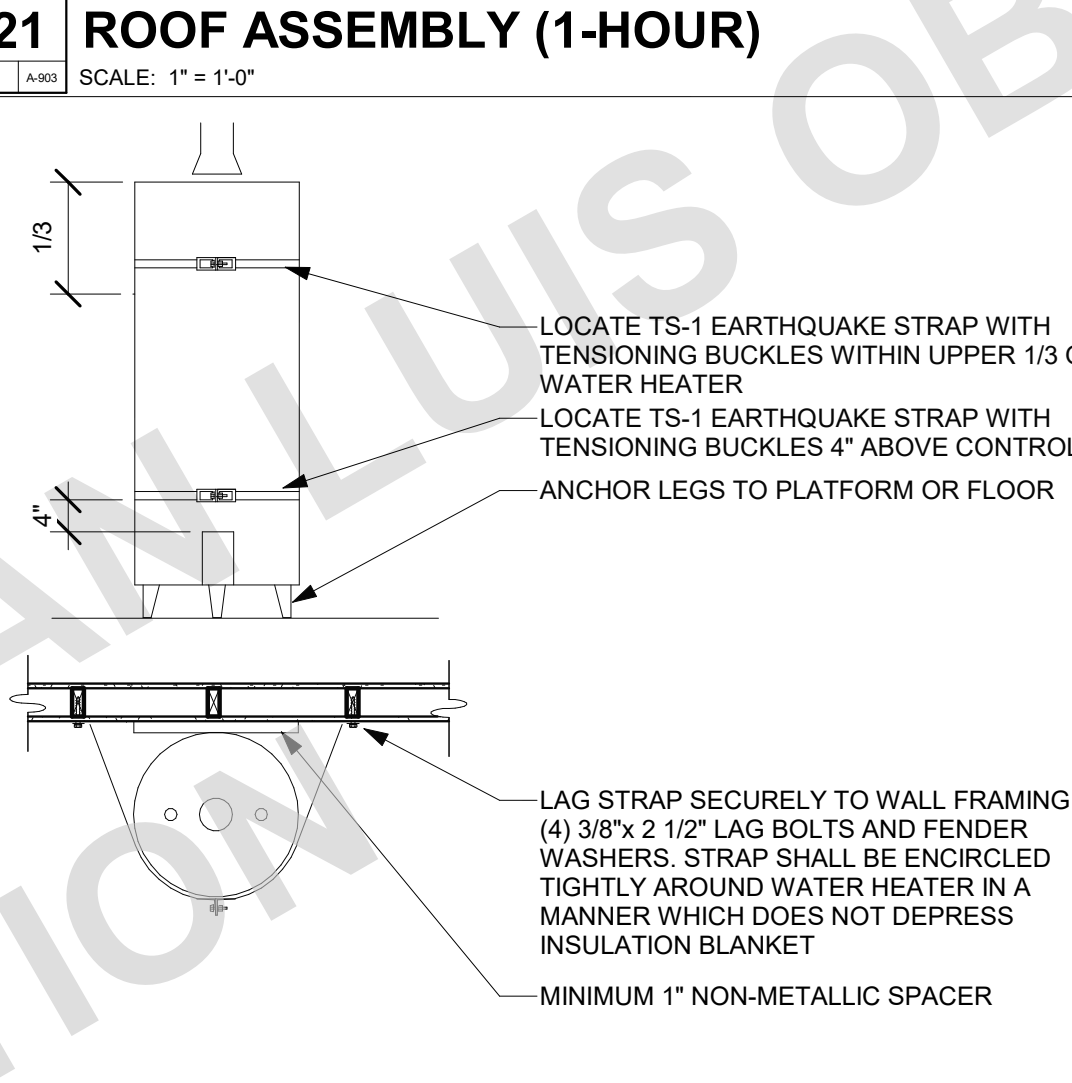 21 ROOF ASSEMBLY (1-HOUR)
A-903 SCALE: 1" = 1'-0"
1/3
LOCATE TS-1 EARTHQUAKE STRAP WITH
TENSIONING BUCKLES WITHIN UPPER 1/3
WATER HEATER
LOCATE TS-1 EARTHQUAKE STRAP WITH
TENSIONING BUCKLES 4" ABOVE CONTROL
ANCHOR LEGS TO PLATFORM OR FLOOR
4"
LAG STRAP SECURELY TO WALL FRAMING
(4) 3/8"x 2 1/2" LAG BOLTS AND FENDER
WASHERS. STRAP SHALL BE ENCIRCLED
TIGHTLY AROUND WATER HEATER IN A
MANNER WHICH DOES NOT DEPRESS
INSULATION BLANKET
MINIMUM 1" NON-METALLIC SPACER
AN LUIS OB
TION